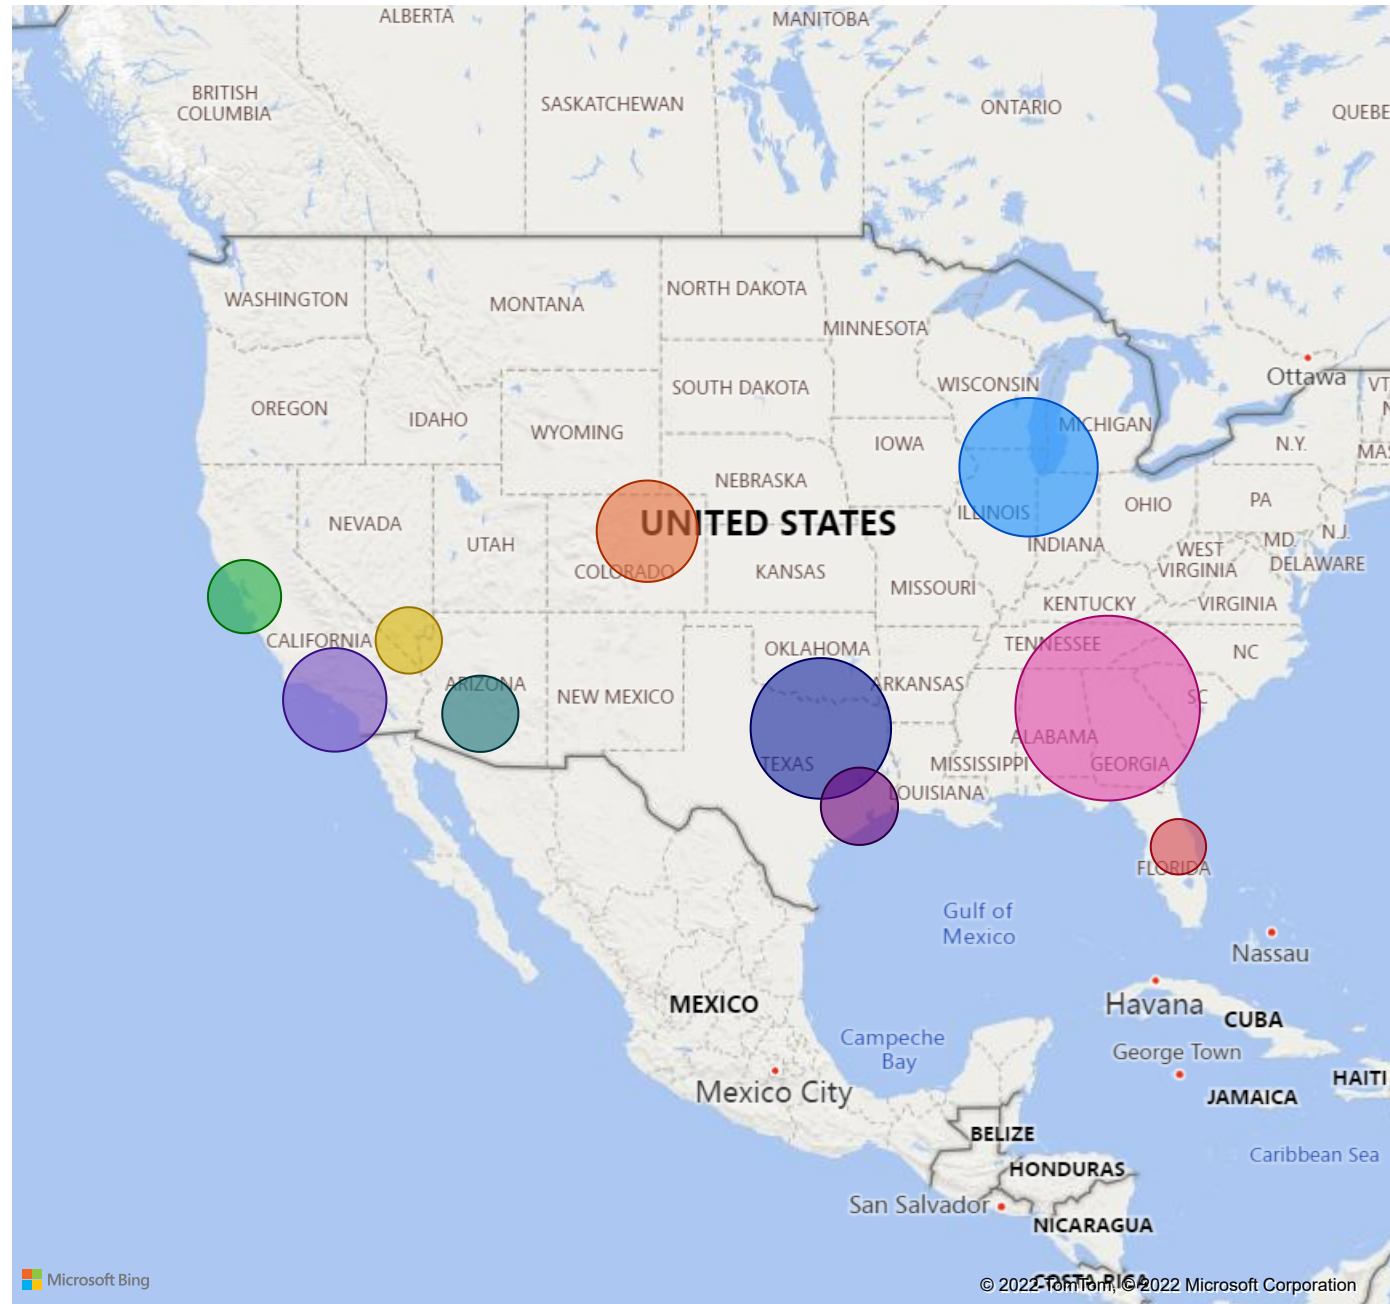 ALBERTA
MANITOBA
BRITISH
COLUMBIA
SASKATCHEWAN
ONTARIO
QUEBE
WASHINGTON
MONTANA
NORTH DAKOTA
MINNESOTA
Ottawa
VT
N
OREGON
IDAHO
SOUTH DAKOTA
WISCONSIN
MICHIGAN
WYOMING
IOWA
N.Y.
MAS
NEBRASKA
ILLINOIS
OHIO
PA
NEVADA
UTAH
UNITED STATES
INDIANA
N.J.
MD.
WEST
VIRGINIA
DELAWARE
COLORADO
KANSAS
MISSOURI
KENTUCKY
VIRGINIA
CALIFORNIA
OKLAHOMA
TENNESSEE
NC
ARIZONA
NEW MEXICO
ARKANSAS
SC
ALABAMA
TEXAS
MISSISSIPPI
GEORGIA
LOUISIANA
FLORIDA
Gulf of
Mexico
Nassau
MEXICO
Havana
CUBA
Campeche
Bay
George Town
Mexico City
HAITI
JAMAICA
BELIZE
Caribbean Sea
HONDURAS
San Salvador
NICARAGUA
COSTA RICA
Microsoft Bing
© 2022 TomTom, © 2022 Microsoft Corporation